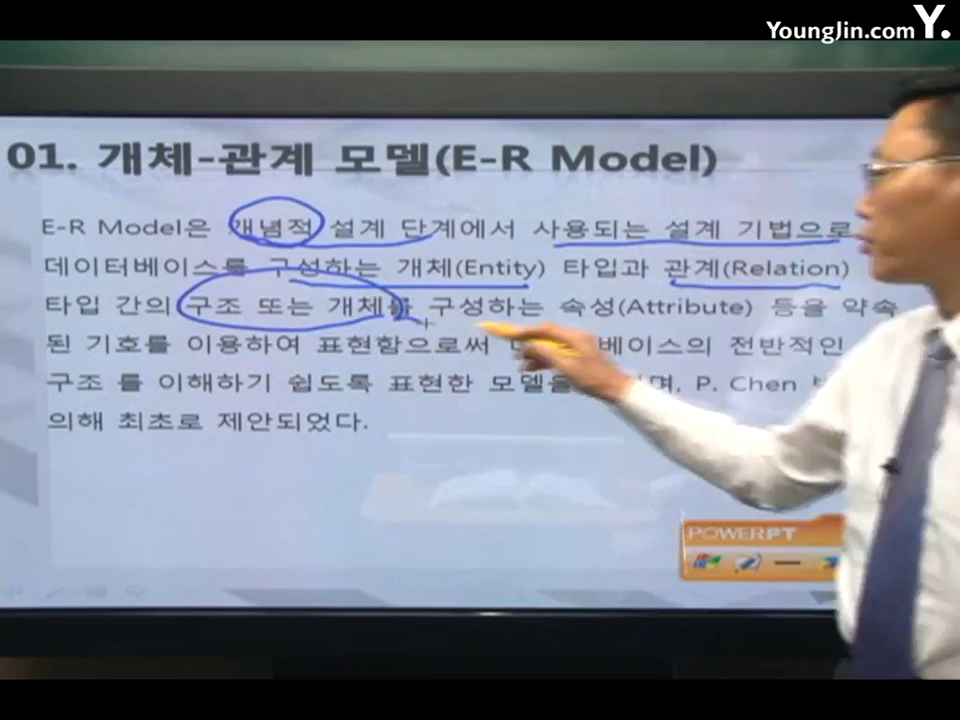 YoungJin.com Y.
01. 개체-관계 모델(E-R Model)
E-R Model은 개념적 설계 단계에서 사용되는 설계 기법으로
데이터베이스를 구성하는 개체(Entity) 타입과 관계(Relation)
타입 간의 구조 또는 개체를 구성하는 속성(Attribute) 등을 약속
된 기호를 이용하여 표현함으로써 베이스의 전반적인
구조 를 이해하기 쉽도록 표현한 모델을 P. Chen
의해 최초로 제안되었다.
POWERPT